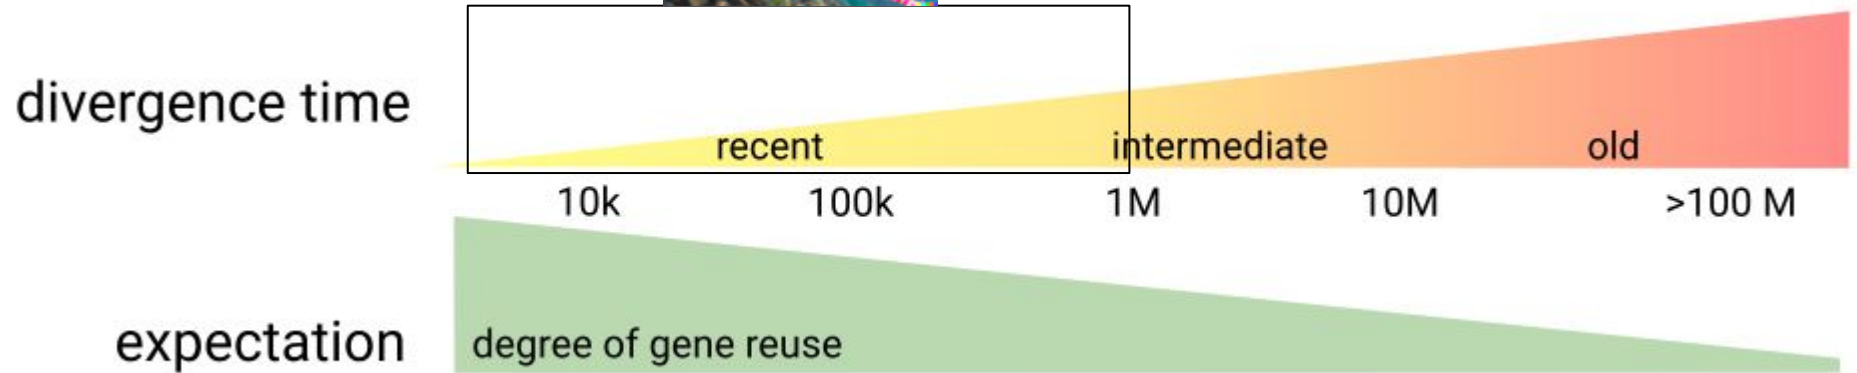 divergence time
recent intermediate old
10k 100k 1M 10M >100 M
expectation
degree of gene reuse